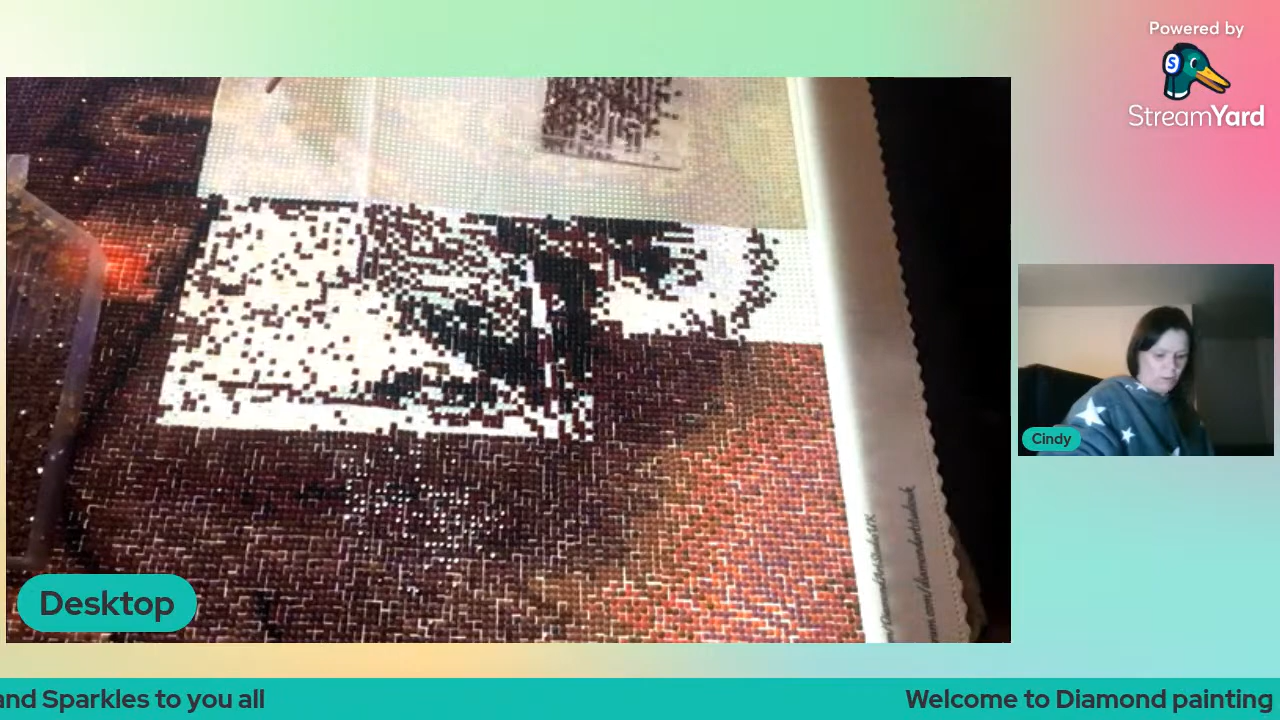 Powered by
StreamYard
Cindy
Desktop
and Sparkles to you all
Welcome to Diamond painting